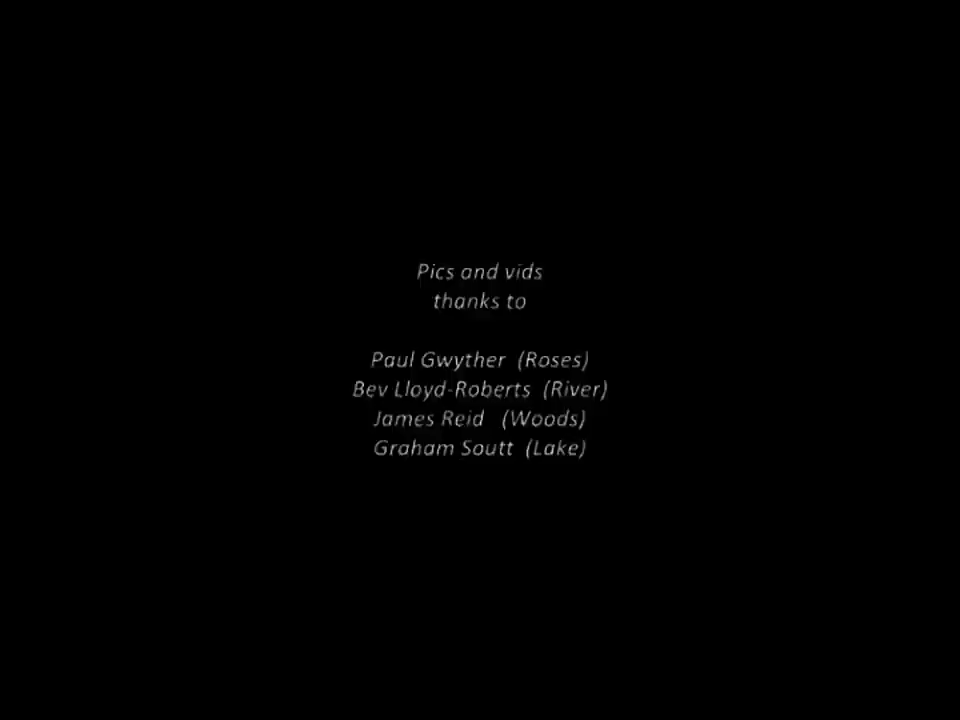 Pics and vids
thanks to
Paul Gwyther (Roses)
Bev Lloyd-Roberts (River)
James Reid (Woods)
Graham Soutt (Lake)